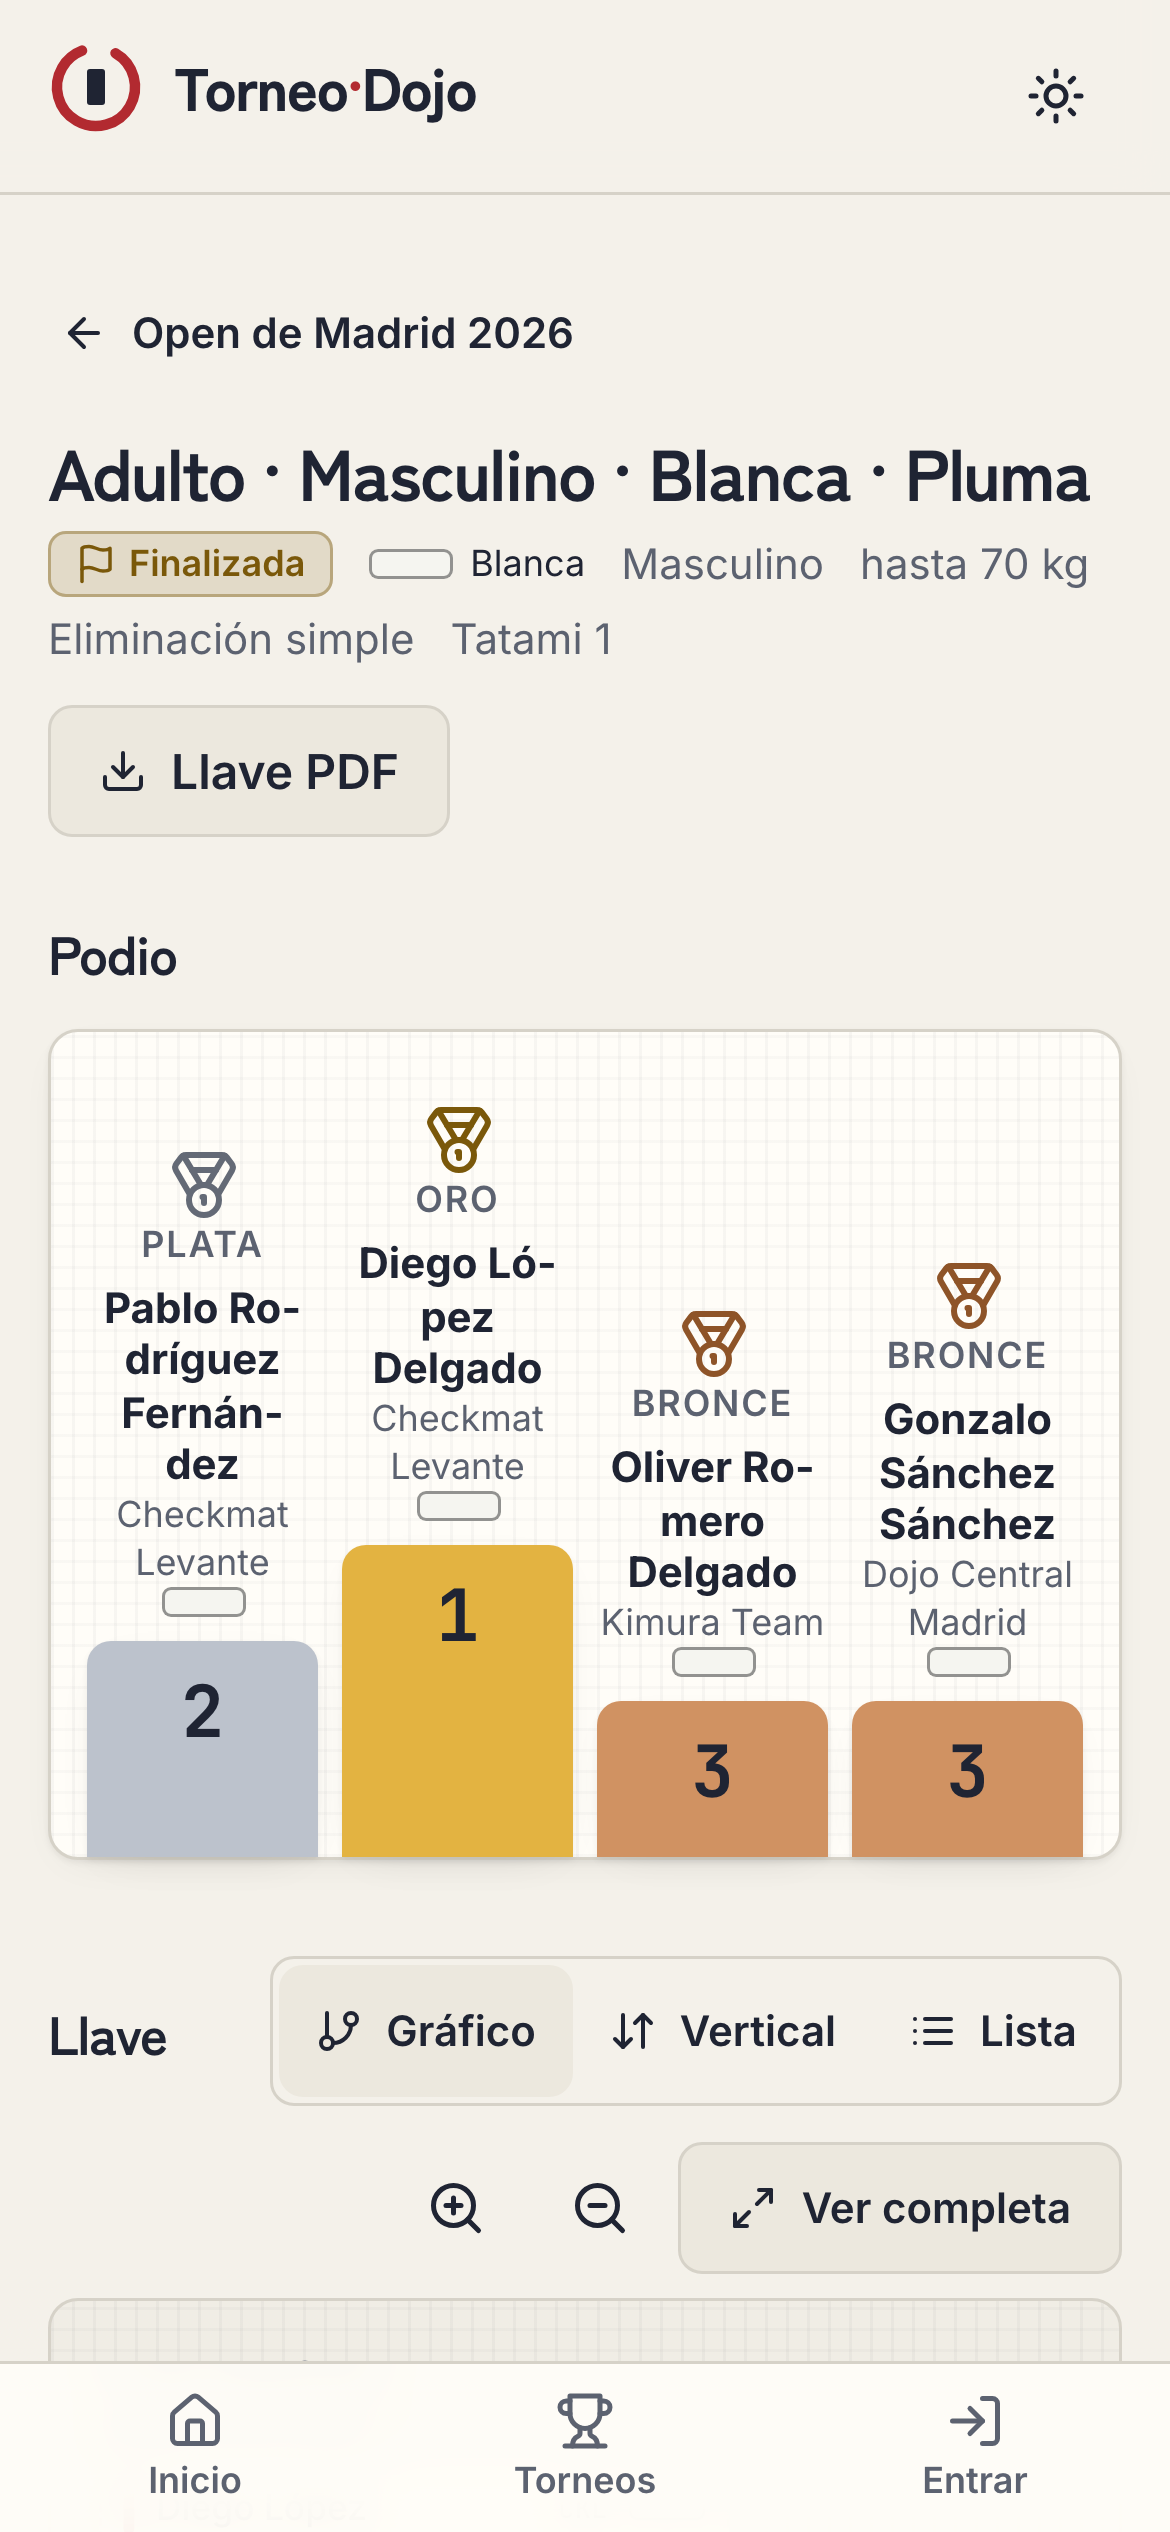 Torneo·Dojo
Open de Madrid 2026
Adulto · Masculino · Blanca · Pluma
Finalizada Blanca Masculino hasta 70 kg
Eliminación simple Tatami 1
Llave PDF
Podio
PLATA
Pablo Ro-
dríguez
Fernán-
dez
Checkmat
Levante
2
ORO
Diego Ló-
pez
Delgado
Checkmat
Levante
1
BRONCE
Oliver Ro-
mero
Delgado
Kimura Team
3
BRONCE
Gonzalo
Sánchez
Sánchez
Dojo Central
Madrid
3
Llave
Gráfico Vertical Lista
Ver completa
Inicio Torneos Entrar
Diego López